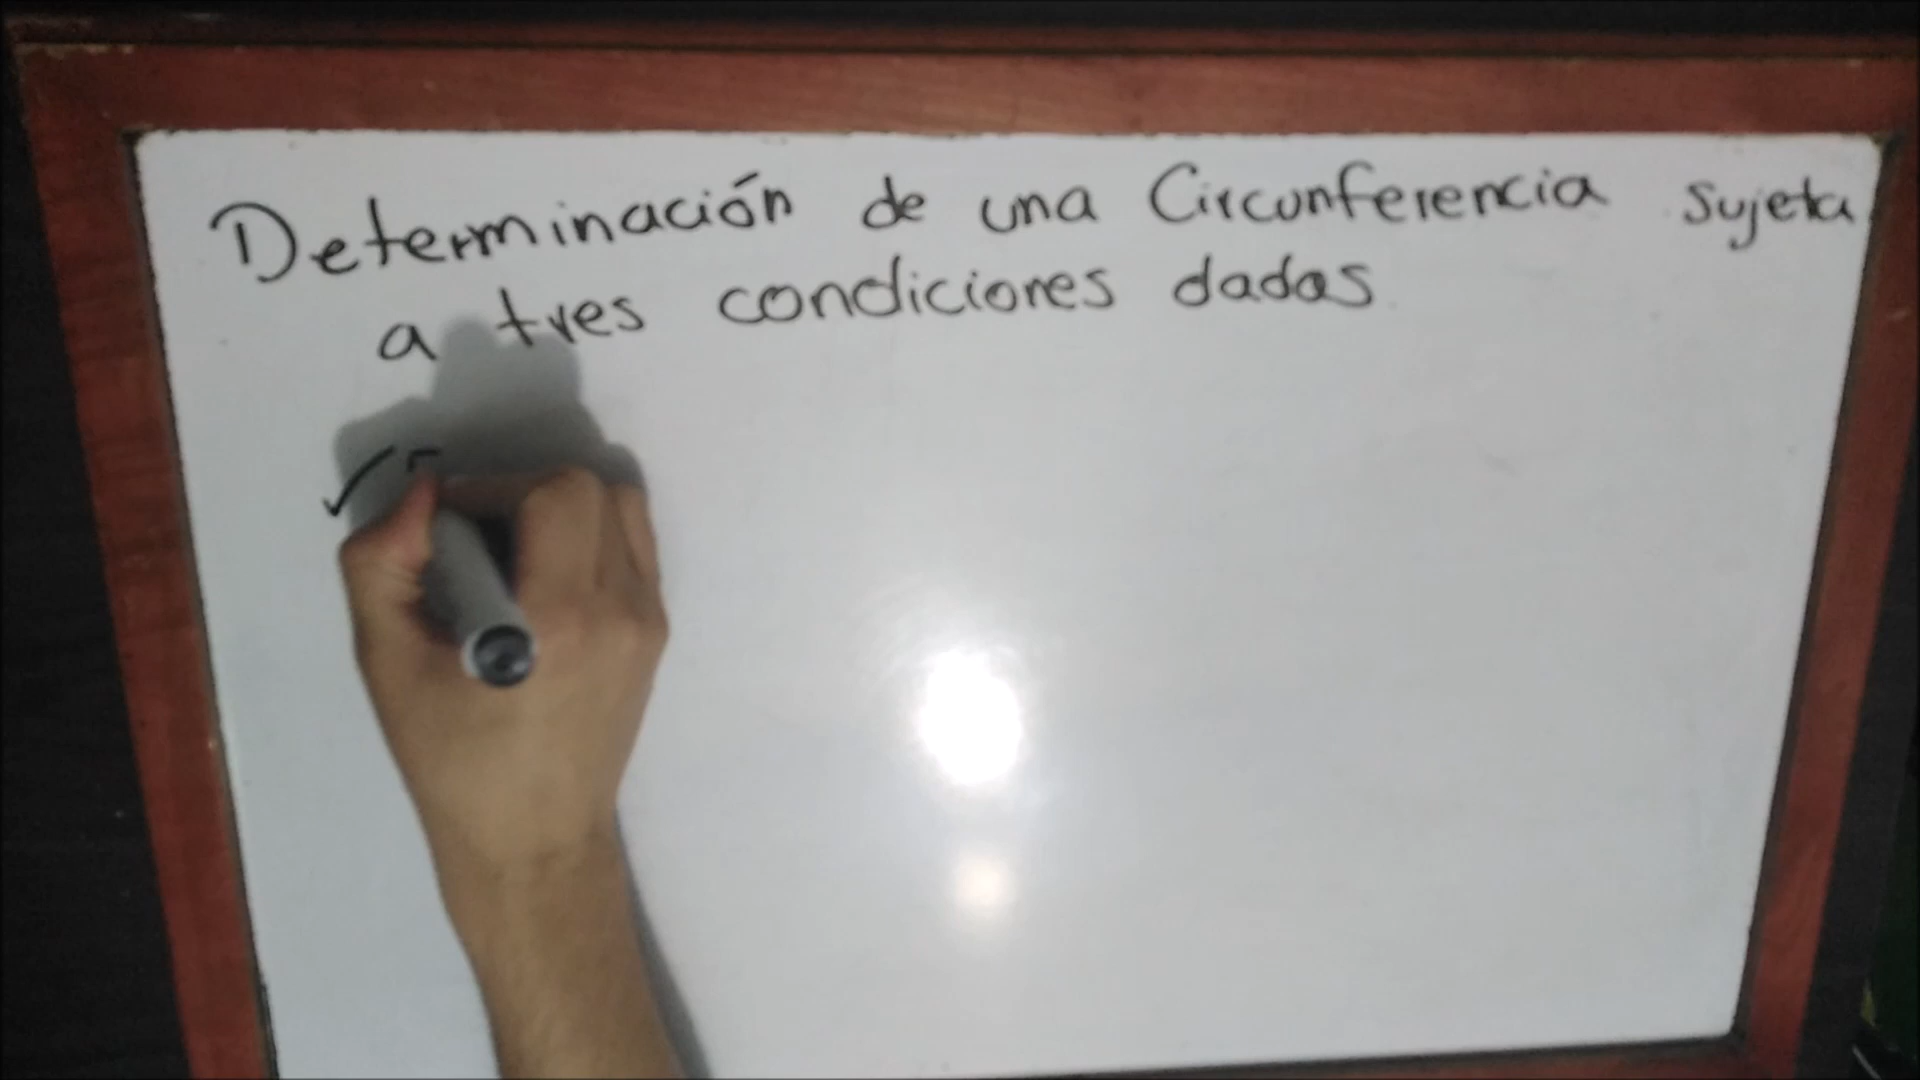 Determinación de una Circunferencia sujeta
a tres condiciones dadas